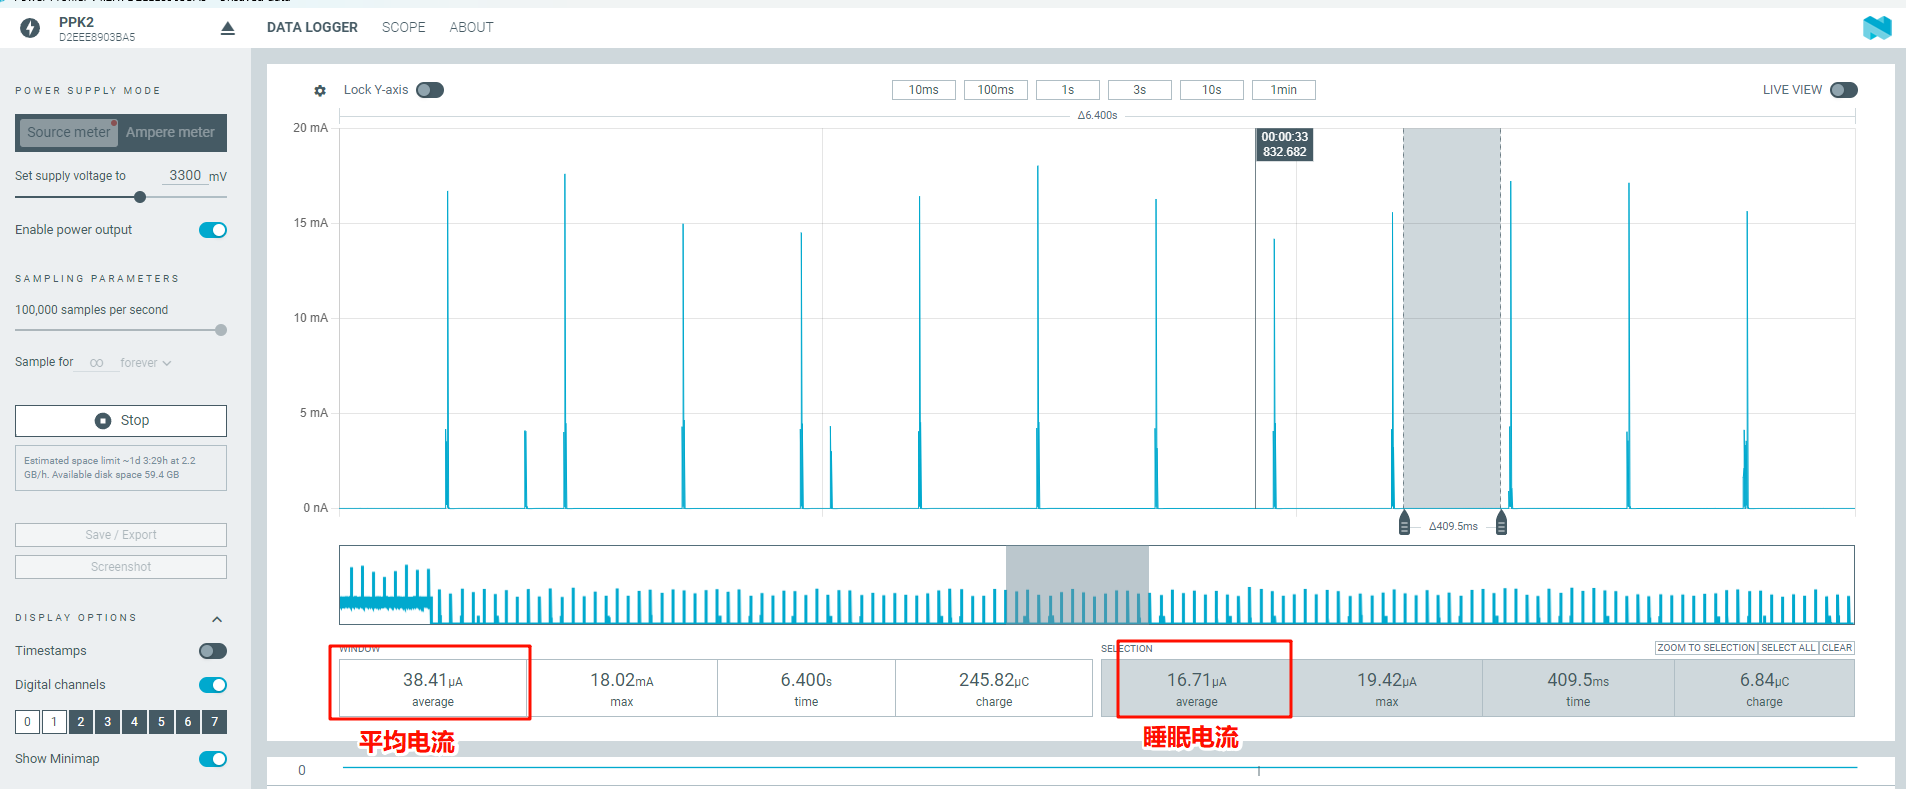 PPK2
D2EEE8903BA5
DATA LOGGER SCOPE ABOUT
POWER SUPPLY MODE
Source meter Ampere meter
Set supply voltage to 3300 mV
Enable power output
SAMPLING PARAMETERS
100,000 samples per second
Sample for ∞ forever
Stop
Estimated space limit ~1d 3:29h at 2.2
GB/h. Available disk space 59.4 GB
Save / Export
Screenshot
DISPLAY OPTIONS
Timestamps
Digital channels
0 1 2 3 4 5 6 7
Show Minimap
Lock Y-axis
10ms 100ms 1s 3s 10s 1min
LIVE VIEW
Δ6.400s
20 mA
15 mA
10 mA
5 mA
0 nA
00:00:33
832.682
Δ409.5ms
WINDOW
38.41μA
average
18.02mA
max
6.400s
time
245.82μC
charge
SELECTION
ZOOM TO SELECTION SELECT ALL CLEAR
16.71μA
average
19.42μA
max
409.5ms
time
6.84μC
charge
平均电流
睡眠电流
0